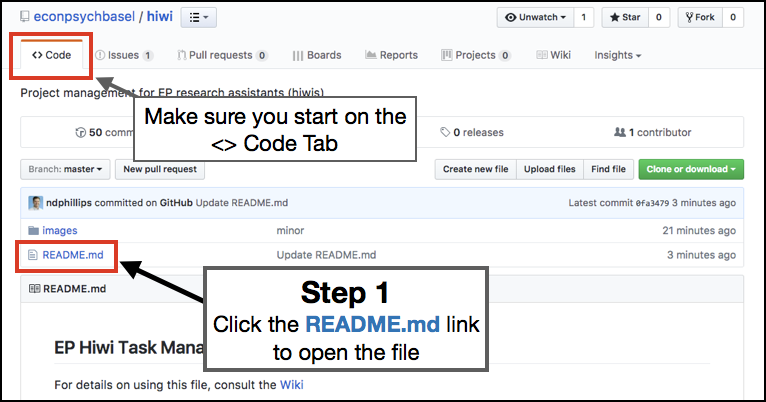 econpsychbasel / hiwi
Unwatch 1 Star 0 Fork 0
<> Code Issues 1 Pull requests 0 Boards Reports Projects 0 Wiki Insights
Project management for EP research assistants (hiwis)
50 comm
0 releases
1 contributor
Make sure you start on the
<> Code Tab
Branch: master New pull request Create new file Upload files Find file Clone or download
ndphillips committed on GitHub Update README.md Latest commit 0fa3479 3 minutes ago
images minor 21 minutes ago
README.md Update README.md 3 minutes ago
README.md
Step 1
Click the README.md link
to open the file
EP Hiwi Task Mana
For details on using this file, consult the Wiki